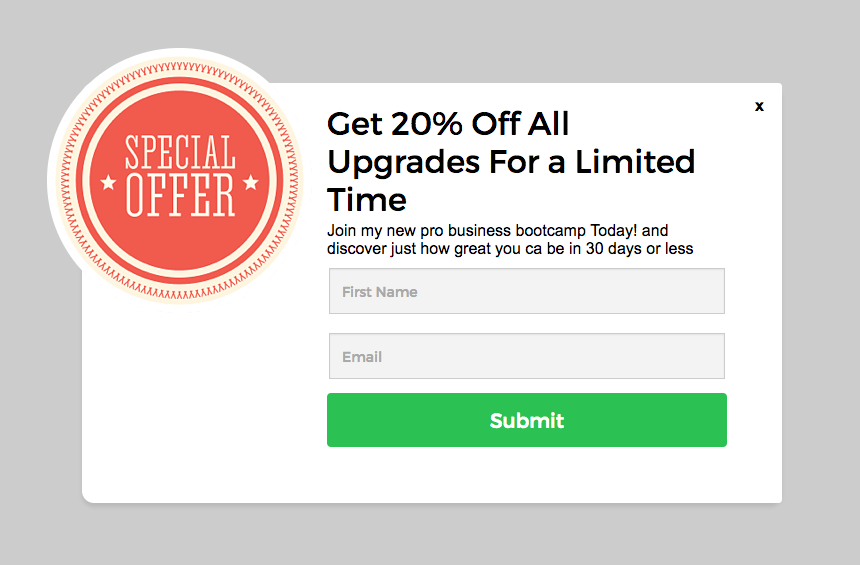 SPECIAL
OFFER
x
Get 20% Off All
Upgrades For a Limited
Time
Join my new pro business bootcamp Today! and
discover just how great you ca be in 30 days or less
First Name
Email
Submit